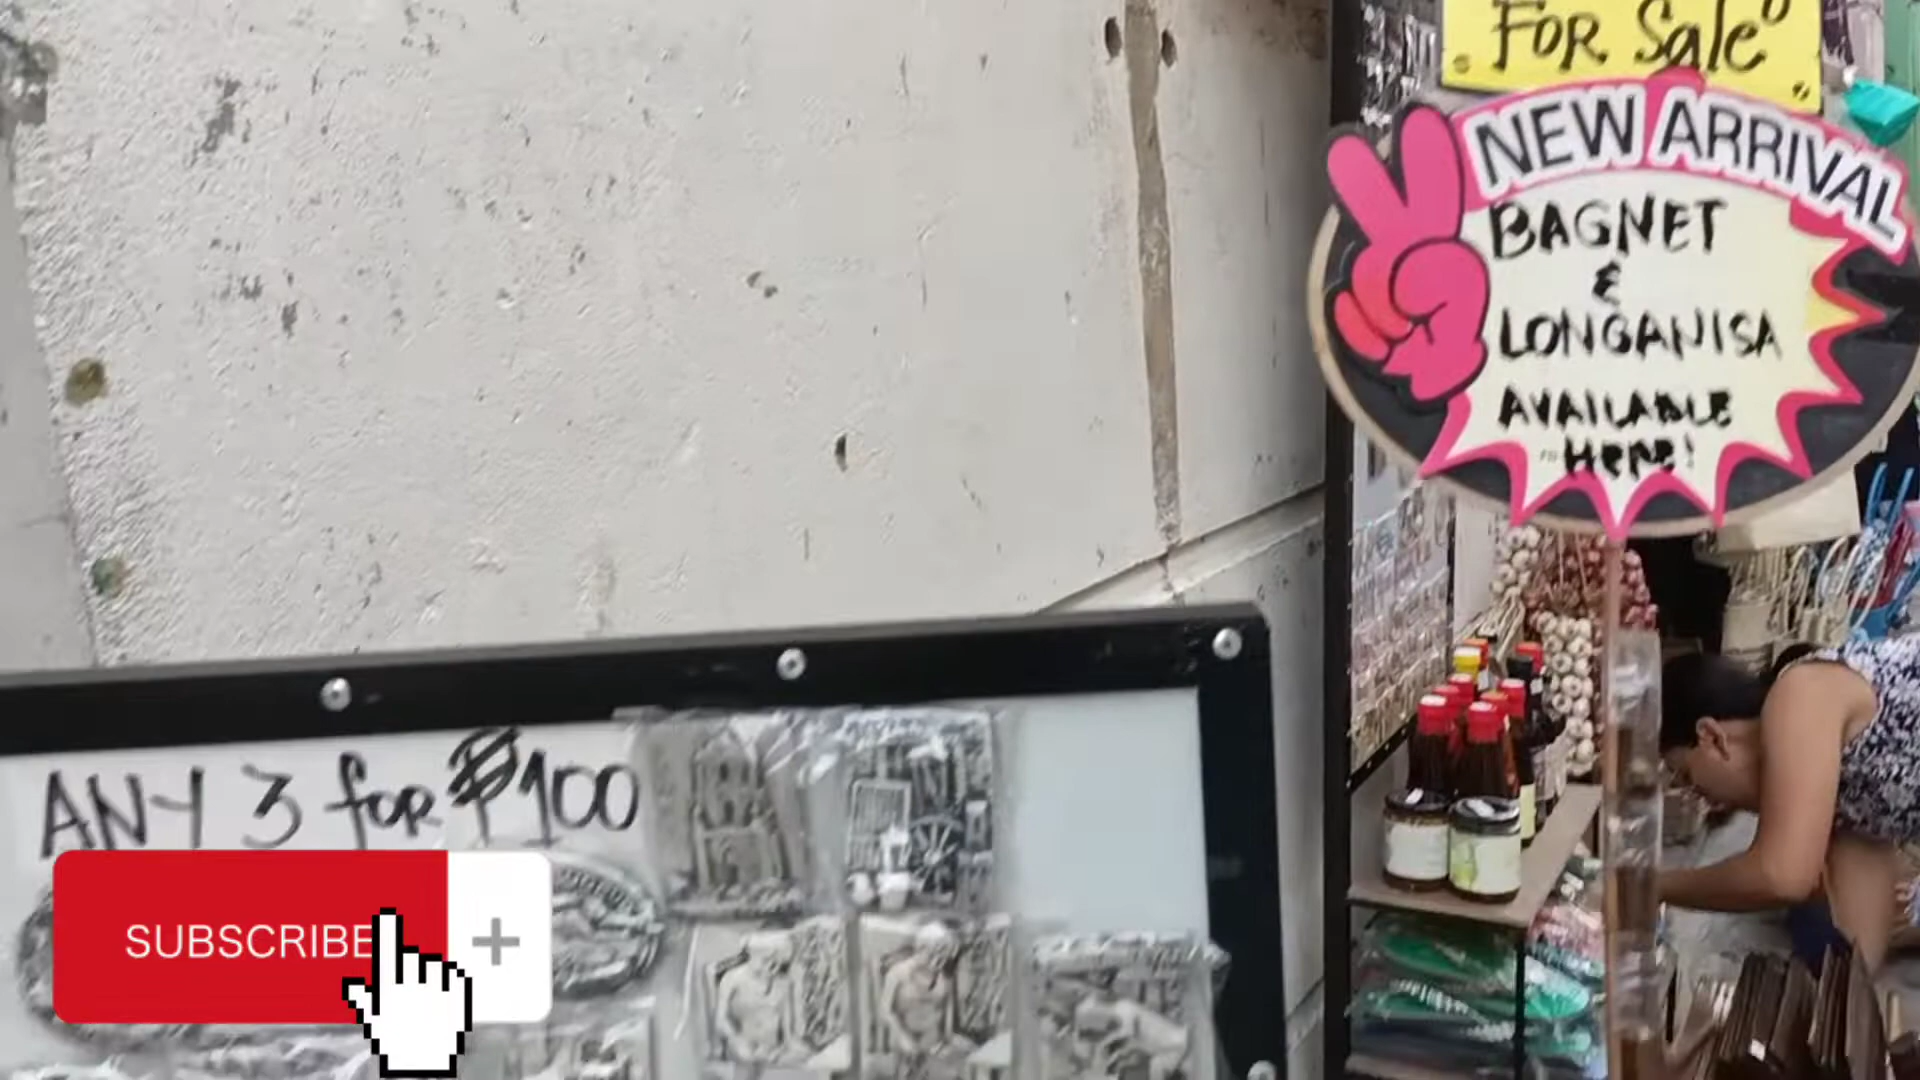 For Sale
NEW ARRIVAL
BAGNET
&
LONGANISA
AVAILABLE
Here!
ANY 3 for ₱100
SUBSCRIBE